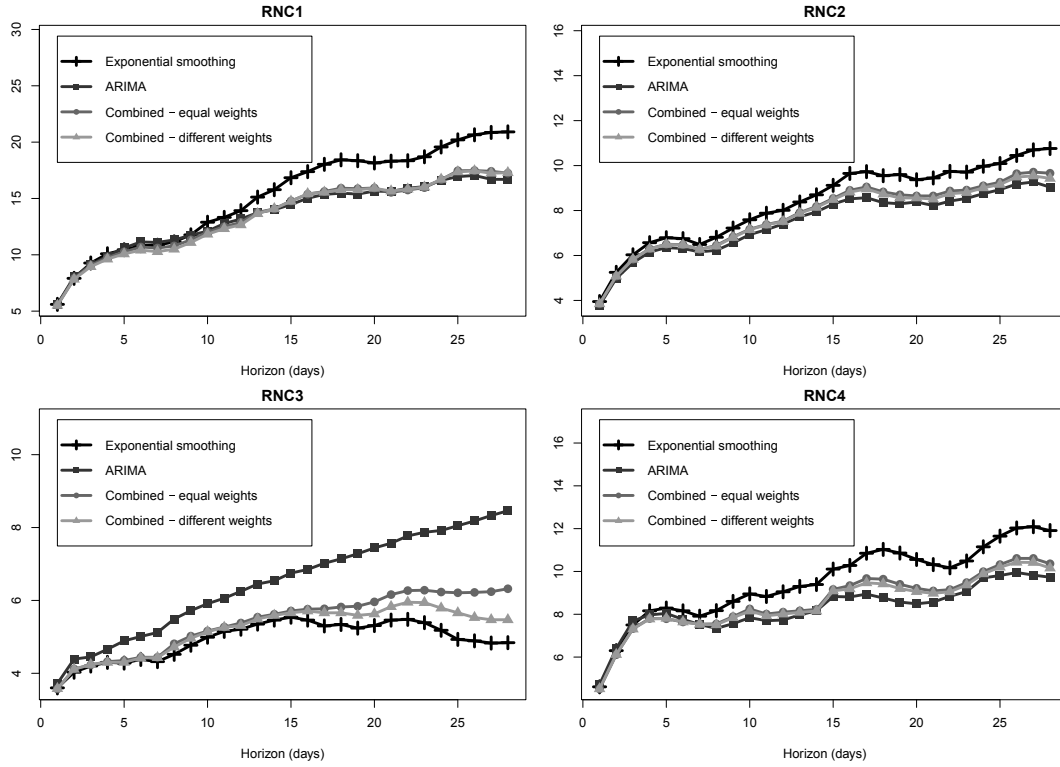 RNC1
30
25
20
15
10
5
Exponential smoothing
ARIMA
Combined − equal weights
Combined − different weights
0 5 10 15 20 25
Horizon (days)
RNC2
16
14
12
10
8
6
4
Exponential smoothing
ARIMA
Combined − equal weights
Combined − different weights
0 5 10 15 20 25
Horizon (days)
RNC3
10
8
6
4
Exponential smoothing
ARIMA
Combined − equal weights
Combined − different weights
0 5 10 15 20 25
Horizon (days)
RNC4
16
14
12
10
8
6
Exponential smoothing
ARIMA
Combined − equal weights
Combined − different weights
0 5 10 15 20 25
Horizon (days)